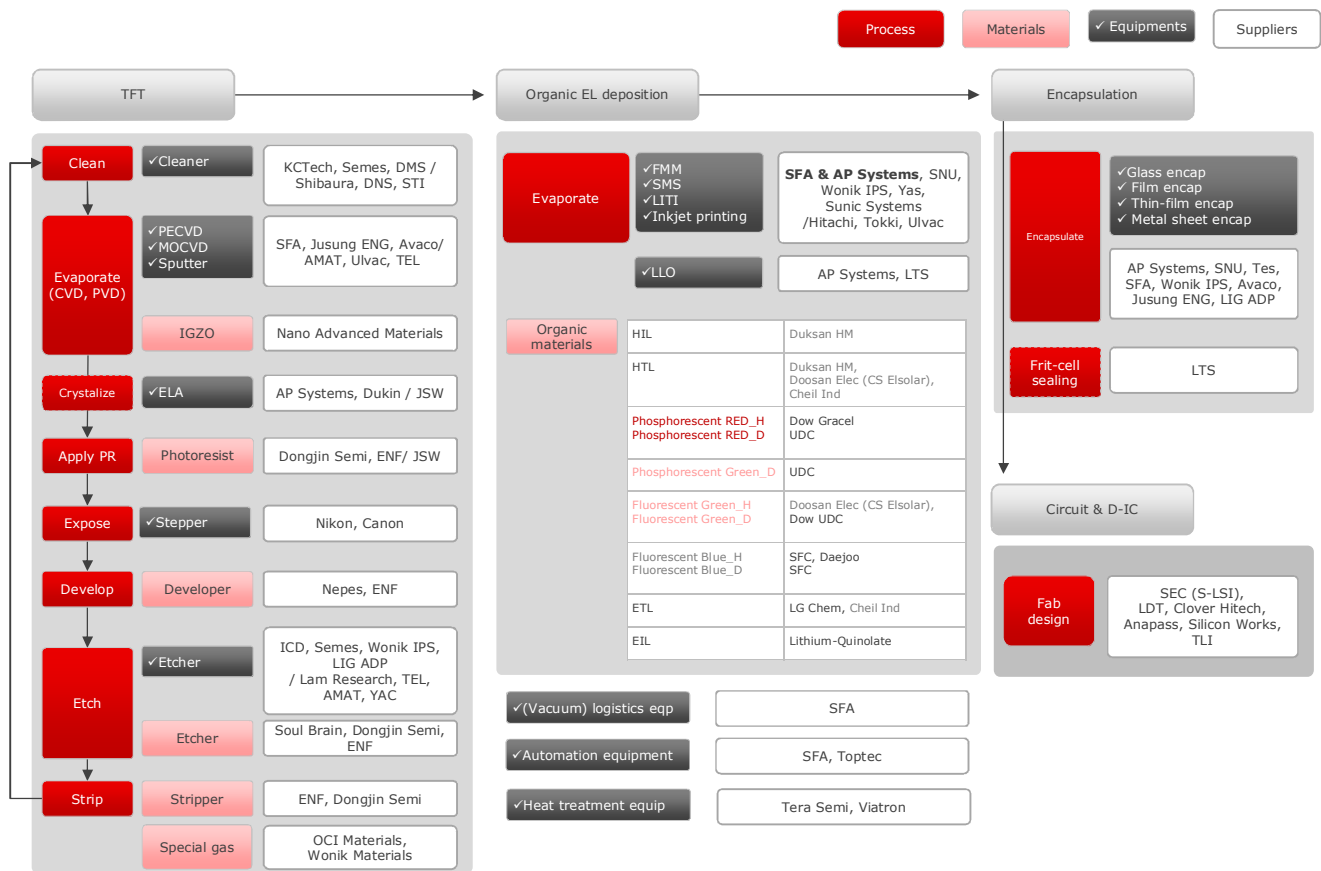 Process
Materials
✓ Equipments
Suppliers
TFT
Organic EL deposition
Encapsulation
Clean
✓Cleaner
KCTech, Semes, DMS /
Shibaura, DNS, STI
Evaporate
(CVD, PVD)
✓PECVD
✓MOCVD
✓Sputter
SFA, Jusung ENG, Avaco/
AMAT, Ulvac, TEL
IGZO
Nano Advanced Materials
Crystalize
✓ELA
AP Systems, Dukin / JSW
Apply PR
Photoresist
Dongjin Semi, ENF/ JSW
Expose
✓Stepper
Nikon, Canon
Develop
Developer
Nepes, ENF
Etch
✓Etcher
ICD, Semes, Wonik IPS,
LIG ADP
/ Lam Research, TEL,
AMAT, YAC
Etcher
Soul Brain, Dongjin Semi,
ENF
Strip
Stripper
ENF, Dongjin Semi
Special gas
OCI Materials,
Wonik Materials
Evaporate
✓FMM
✓SMS
✓LITI
✓Inkjet printing
SFA & AP Systems, SNU,
Wonik IPS, Yas,
Sunic Systems
/Hitachi, Tokki, Ulvac
✓LLO
AP Systems, LTS
Organic
materials
HIL
Duksan HM
HTL
Duksan HM,
Doosan Elec (CS Elsolar),
Cheil Ind
Phosphorescent RED_H
Phosphorescent RED_D
Dow Gracel
UDC
Phosphorescent Green_D
UDC
Fluorescent Green_H
Fluorescent Green_D
Doosan Elec (CS Elsolar),
Dow UDC
Fluorescent Blue_H
Fluorescent Blue_D
SFC, Daejoo
SFC
ETL
LG Chem, Cheil Ind
EIL
Lithium-Quinolate
✓(Vacuum) logistics eqp
SFA
✓Automation equipment
SFA, Toptec
✓Heat treatment equip
Tera Semi, Viatron
Encapsulate
✓Glass encap
✓ Film encap
✓ Thin-film encap
✓ Metal sheet encap
AP Systems, SNU, Tes,
SFA, Wonik IPS, Avaco,
Jusung ENG, LIG ADP
Frit-cell
sealing
LTS
Circuit & D-IC
Fab
design
SEC (S-LSI),
LDT, Clover Hitech,
Anapass, Silicon Works,
TLI